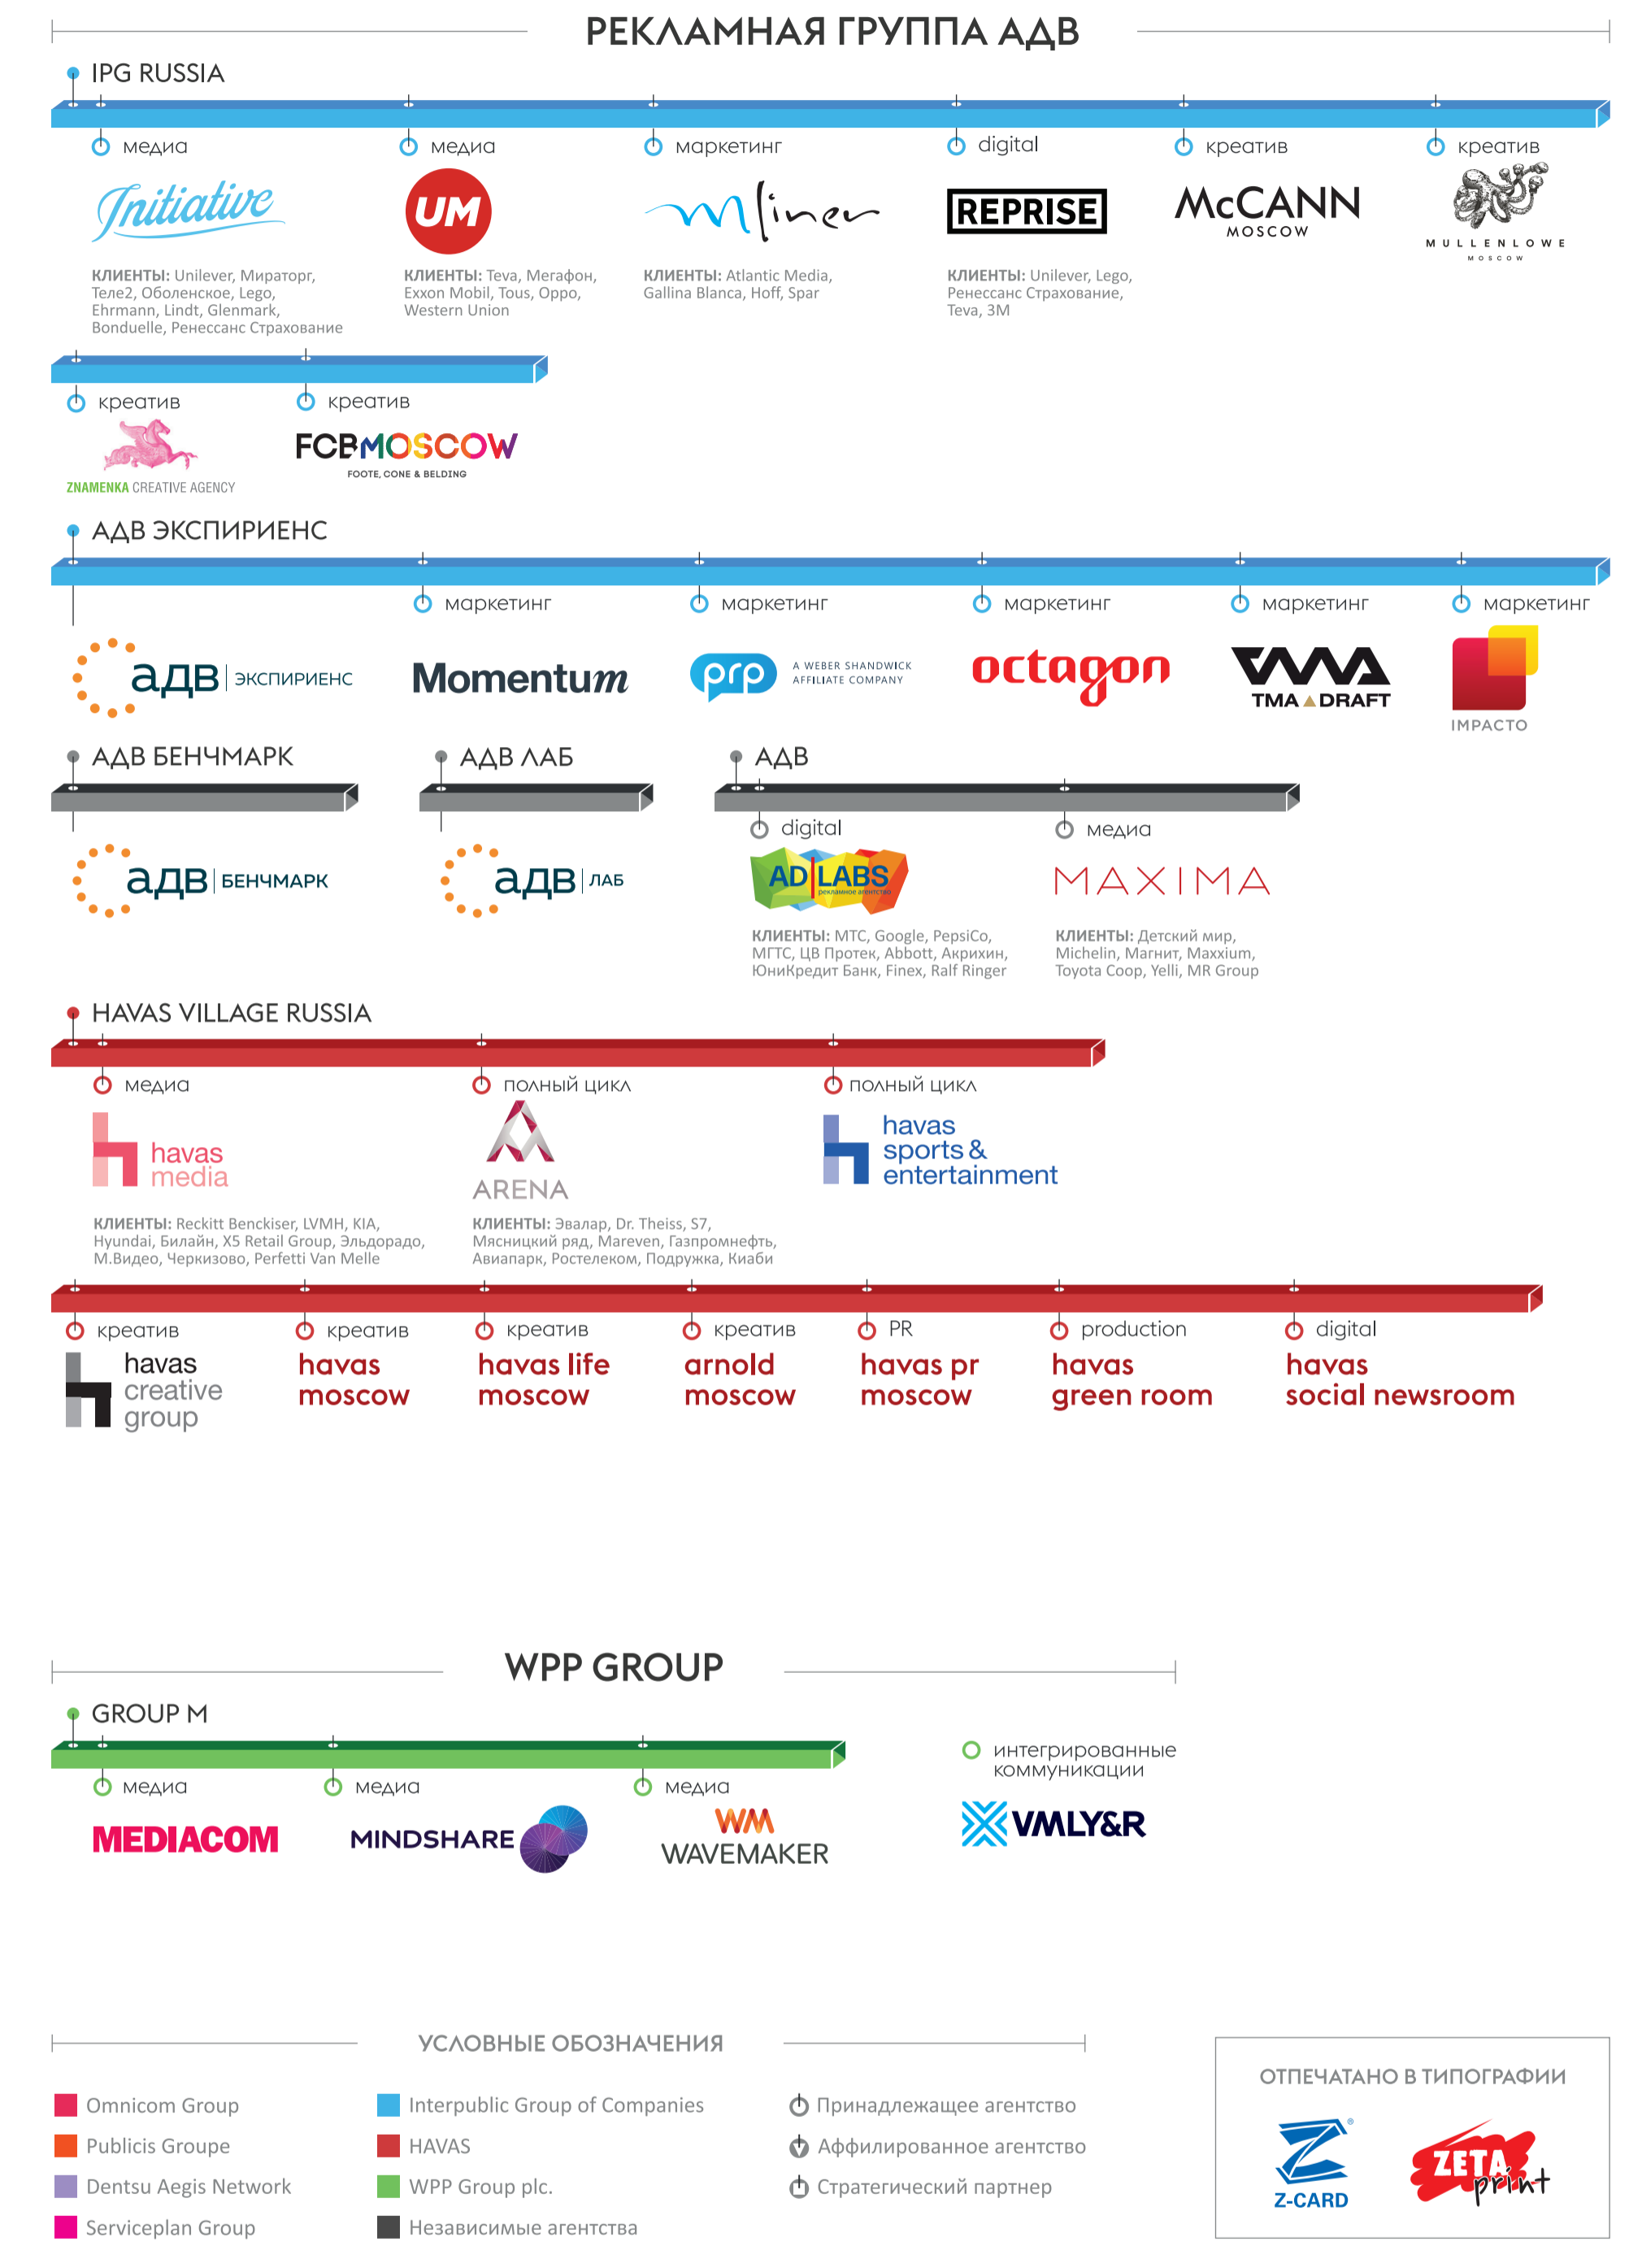 РЕКЛАМНАЯ ГРУППА АДВ
IPG RUSSIA
медиа
медиа
маркетинг
digital
креатив
креатив
Initiative
UM
mliner
REPRISE
McCANN
MOSCOW
MULLENLOWE
MOSCOW
КЛИЕНТЫ: Unilever, Мираторг,
Теле2, Оболенское, Lego,
Ehrmann, Lindt, Glenmark,
Bonduelle, Ренессанс Страхование
КЛИЕНТЫ: Teva, Мегафон,
Exxon Mobil, Tous, Oppo,
Western Union
КЛИЕНТЫ: Atlantic Media,
Gallina Blanca, Hoff, Spar
КЛИЕНТЫ: Unilever, Lego,
Ренессанс Страхование,
Teva, 3M
креатив
креатив
ZNAMENKA CREATIVE AGENCY
FCBMOSCOW
FOOTE, CONE & BELDING
АДВ ЭКСПИРИЕНС
маркетинг
маркетинг
маркетинг
маркетинг
маркетинг
адв ЭКСПИРИЕНС
Momentum
prp
A WEBER SHANDWICK
AFFILIATE COMPANY
octagon
TMA DRAFT
IMPACTO
АДВ БЕНЧМАРК
АДВ ЛАБ
АДВ
digital
медиа
адв БЕНЧМАРК
адв ЛАБ
AD LABS
рекламное агентство
MAXIMA
КЛИЕНТЫ: МТС, Google, PepsiCo,
МГТС, ЦВ Протек, Abbott, Акрихин,
ЮниКредит Банк, Finex, Ralf Ringer
КЛИЕНТЫ: Детский мир,
Michelin, Магнит, Maxxium,
Toyota Coop, Yelli, MR Group
HAVAS VILLAGE RUSSIA
медиа
полный цикл
полный цикл
havas
media
ARENA
havas
sports &
entertainment
КЛИЕНТЫ: Reckitt Benckiser, LVMH, KIA,
Hyundai, Билайн, X5 Retail Group, Эльдорадо,
М.Видео, Черкизово, Perfetti Van Melle
КЛИЕНТЫ: Эвалар, Dr. Theiss, S7,
Мясницкий ряд, Mareven, Газпромнефть,
Авиапарк, Ростелеком, Подружка, Киаби
креатив
креатив
креатив
креатив
PR
production
digital
havas
creative
group
havas
moscow
havas life
moscow
arnold
moscow
havas pr
moscow
havas
green room
havas
social newsroom
WPP GROUP
GROUP M
медиа
медиа
медиа
интегрированные
коммуникации
MEDIACOM
MINDSHARE
WM
WAVEMAKER
VMLY&R
УСЛОВНЫЕ ОБОЗНАЧЕНИЯ
Omnicom Group
Publicis Groupe
Dentsu Aegis Network
Serviceplan Group
Interpublic Group of Companies
HAVAS
WPP Group plc.
Независимые агентства
Принадлежащее агентство
Аффилированное агентство
Стратегический партнер
ОТПЕЧАТАНО В ТИПОГРАФИИ
Z ®
Z-CARD
ZETA
print